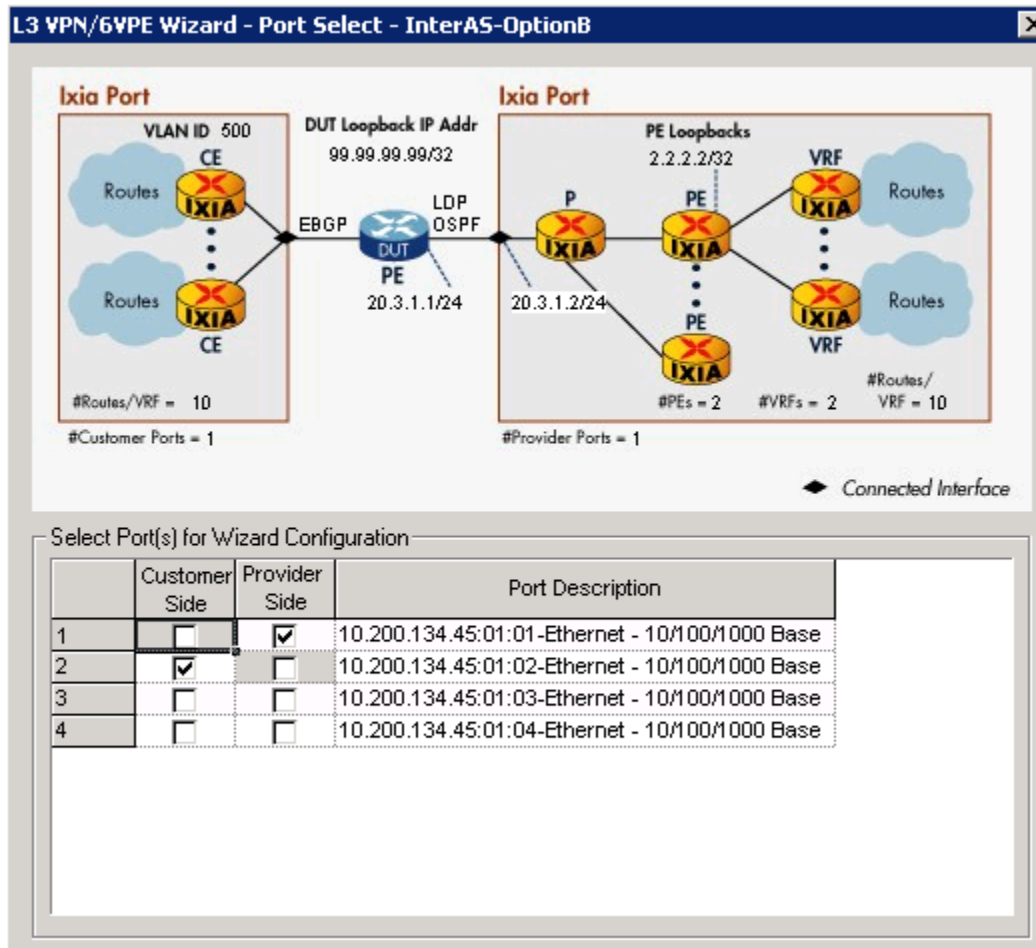 L3 VPN/6VPE Wizard - Port Select - InterAS-OptionB
Ixia Port
Ixia Port
VLAN ID 500
DUT Loopback IP Addr
99.99.99.99/32
PE Loopbacks
2.2.2.2/32
CE
VRF
Routes
IXIA
EBGP
DUT
PE
LDP
OSPF
P
IXIA
PE
IXIA
IXIA
Routes
20.3.1.1/24
20.3.1.2/24
Routes
IXIA
CE
PE
IXIA
IXIA
VRF
Routes
#Routes/VRF = 10
#PEs = 2
#VRFs = 2
#Routes/
VRF = 10
#Customer Ports = 1
#Provider Ports = 1
Connected Interface
Select Port(s) for Wizard Configuration
Customer Side
Provider Side
Port Description
1 10.200.134.45:01:01-Ethernet - 10/100/1000 Base
2 10.200.134.45:01:02-Ethernet - 10/100/1000 Base
3 10.200.134.45:01:03-Ethernet - 10/100/1000 Base
4 10.200.134.45:01:04-Ethernet - 10/100/1000 Base